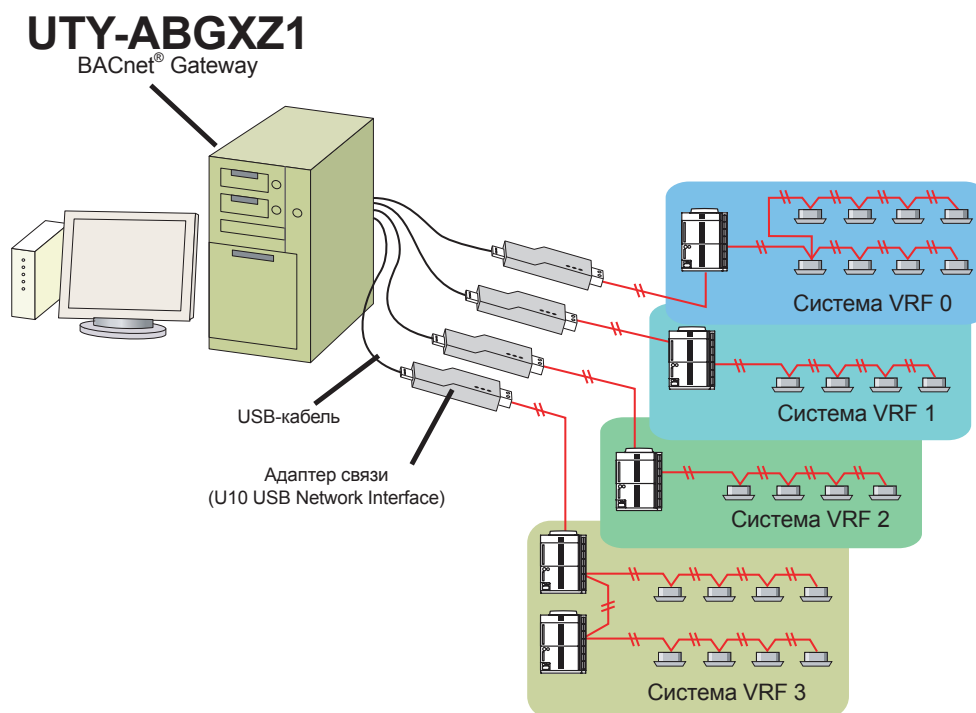 UTY-ABGXZ1
BACnet® Gateway
Система VRF 0
Система VRF 1
USB-кабель
Адаптер связи
(U10 USB Network Interface)
Система VRF 2
Система VRF 3